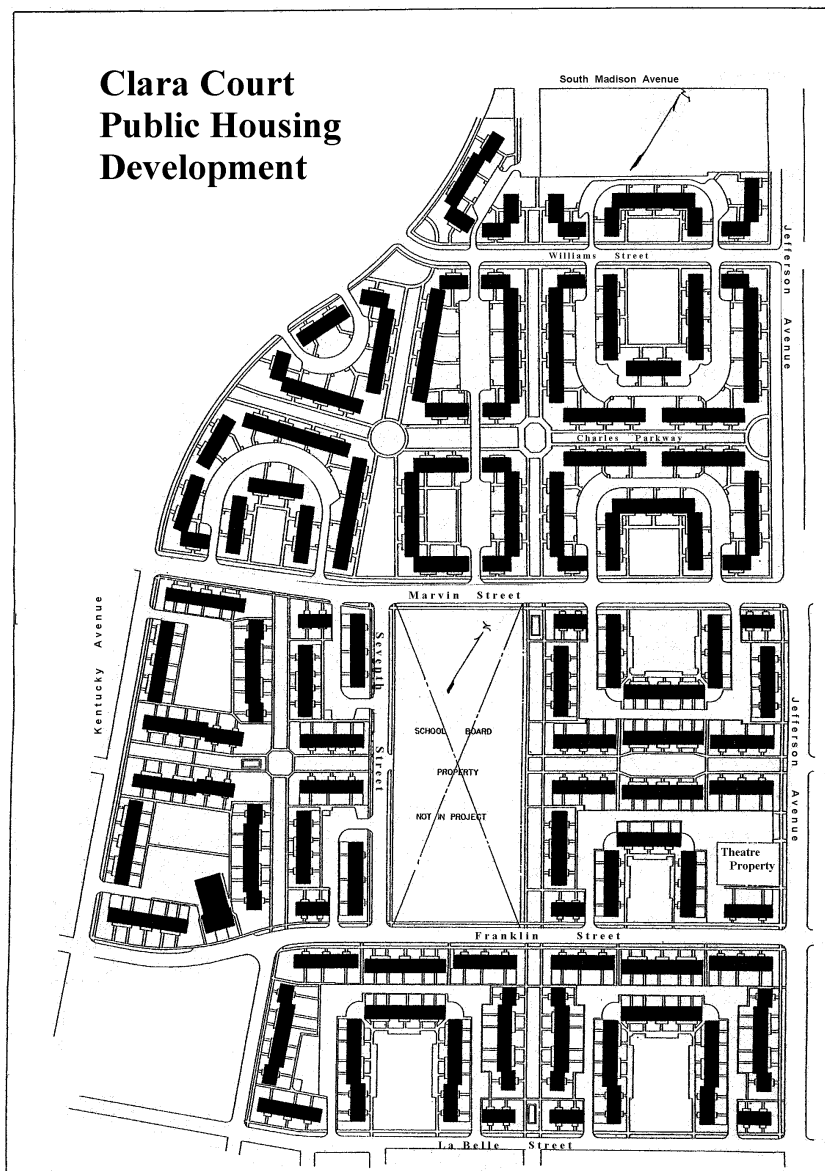 Clara Court
Public Housing
Development
South Madison Avenue
Jefferson Avenue
Williams Street
Charles Parkway
Marvin Street
Kentucky Avenue
Seventh Street
SCHOOL BOARD
PROPERTY
NOT IN PROJECT
Jefferson Avenue
Theatre
Property
Franklin Street
La Belle Street